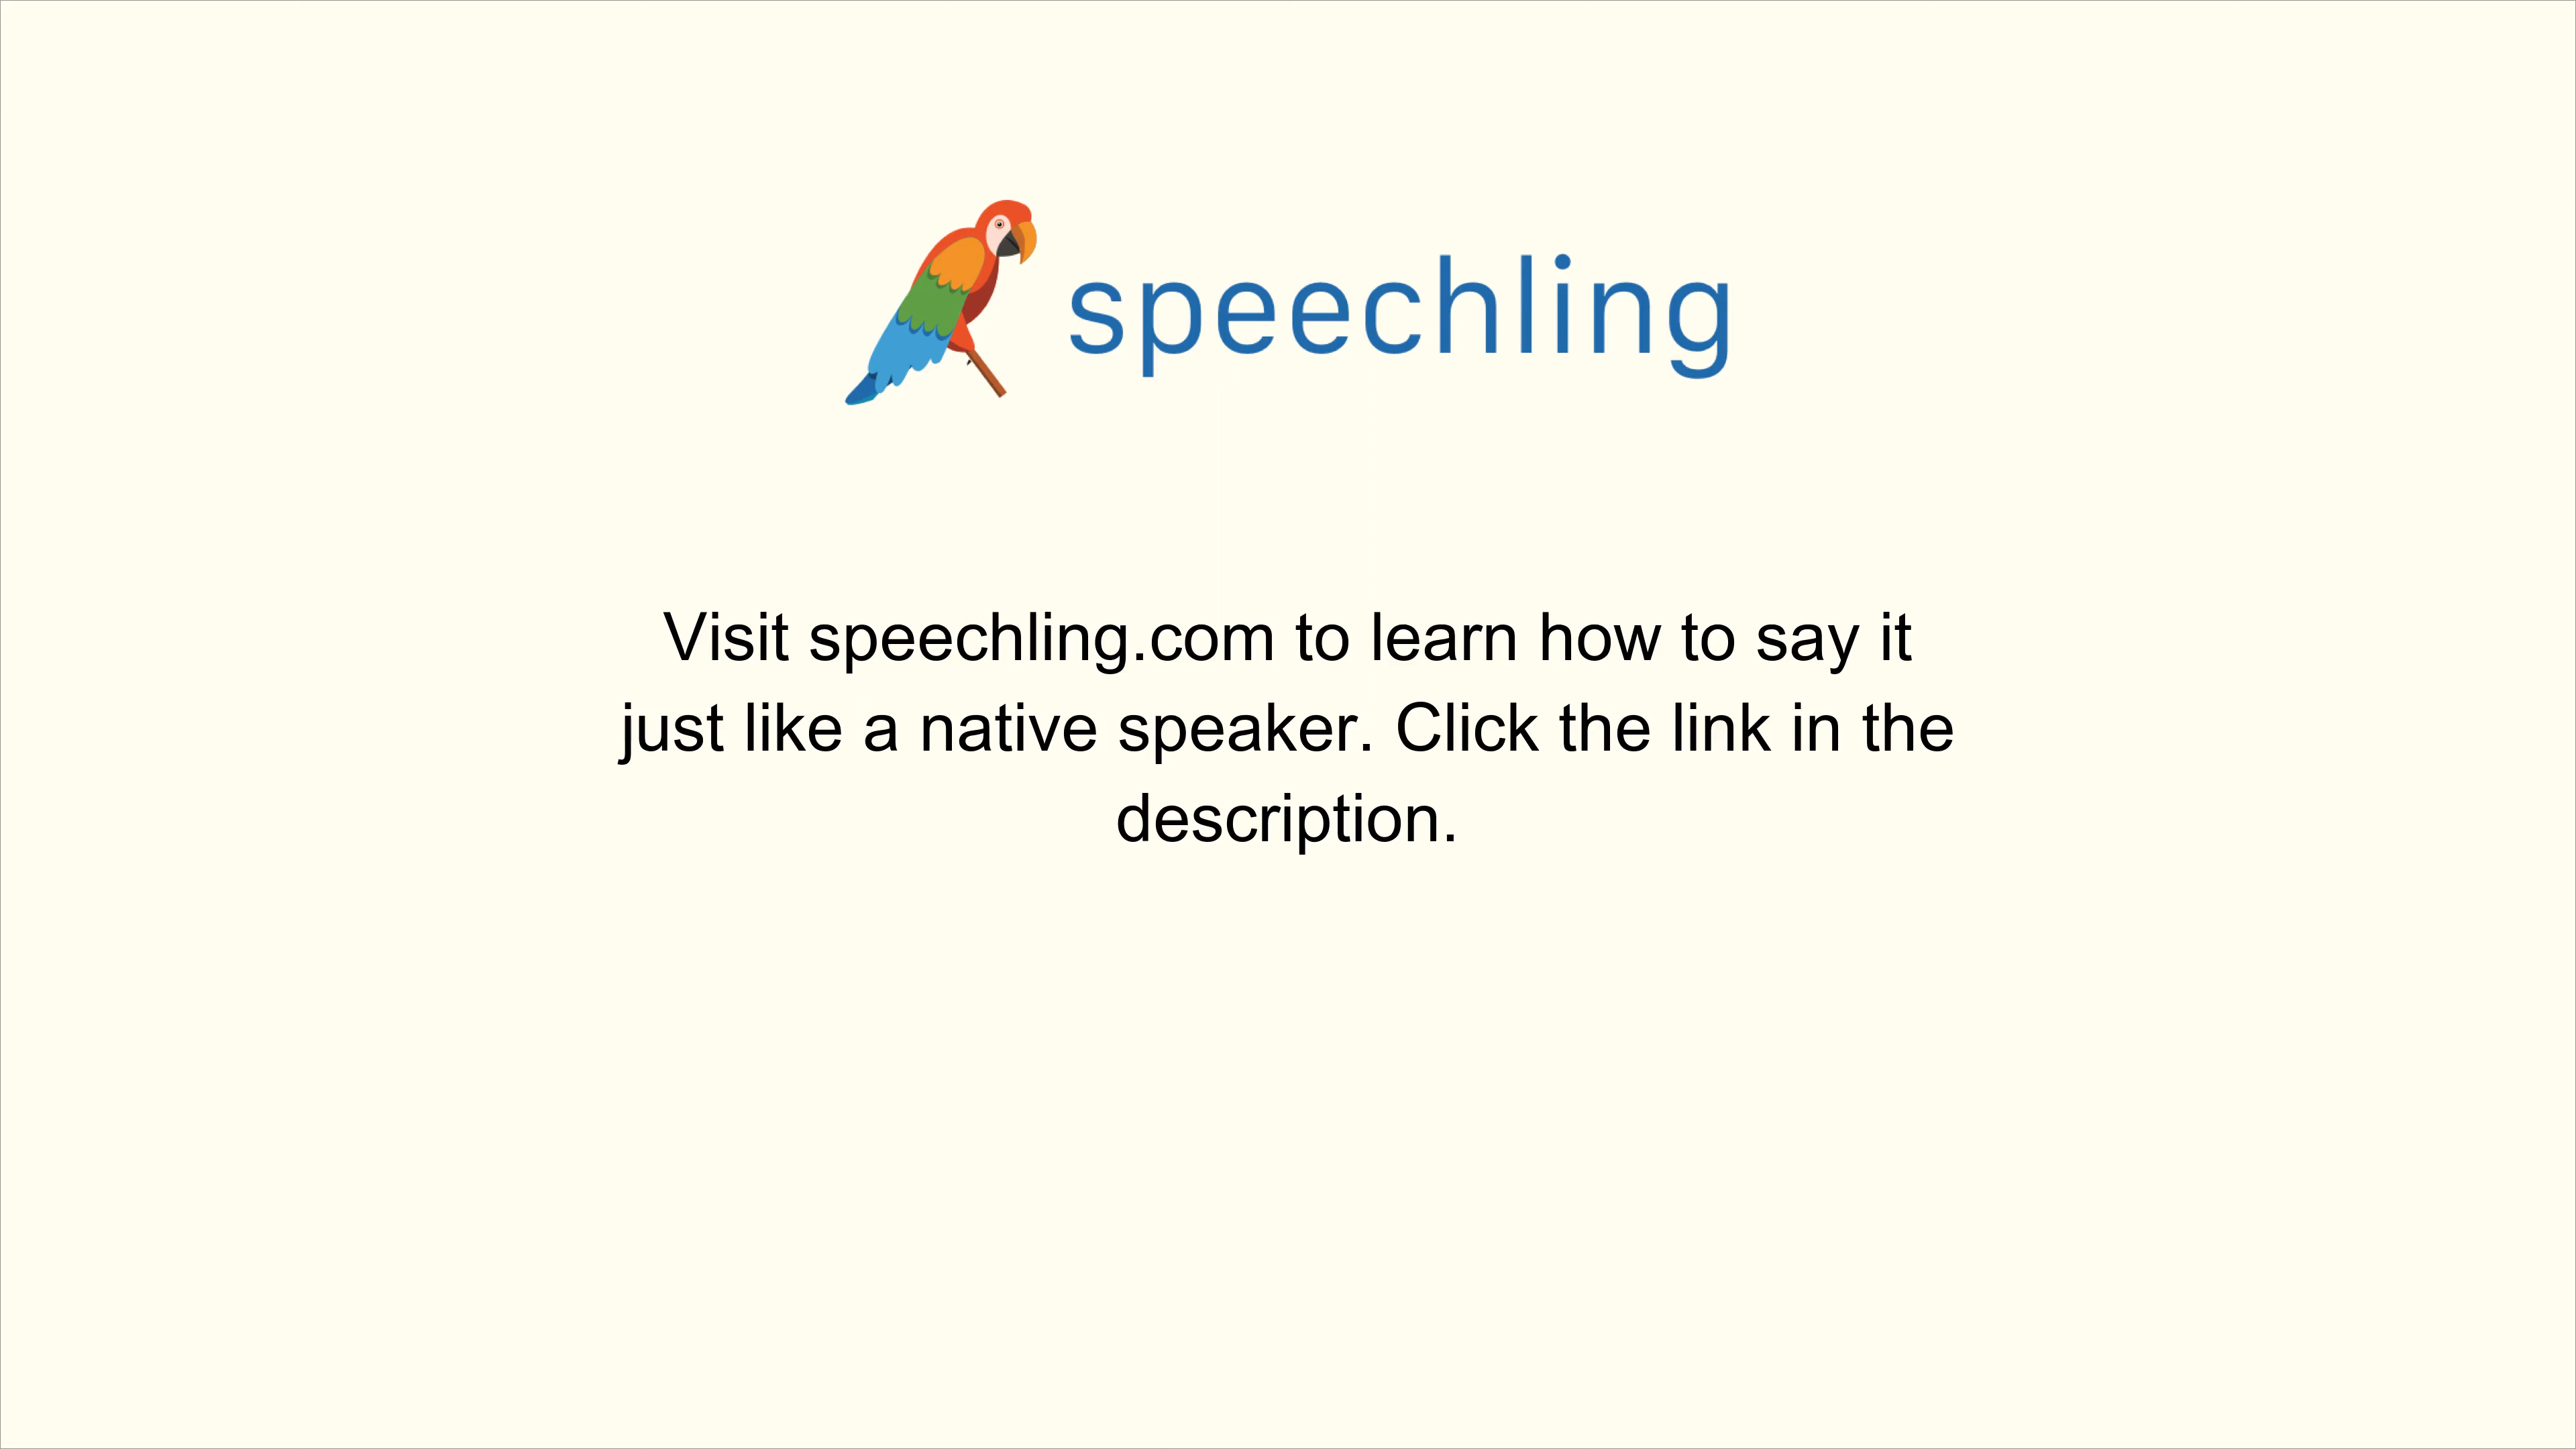 speechling
Visit speechling.com to learn how to say it
just like a native speaker. Click the link in the
description.